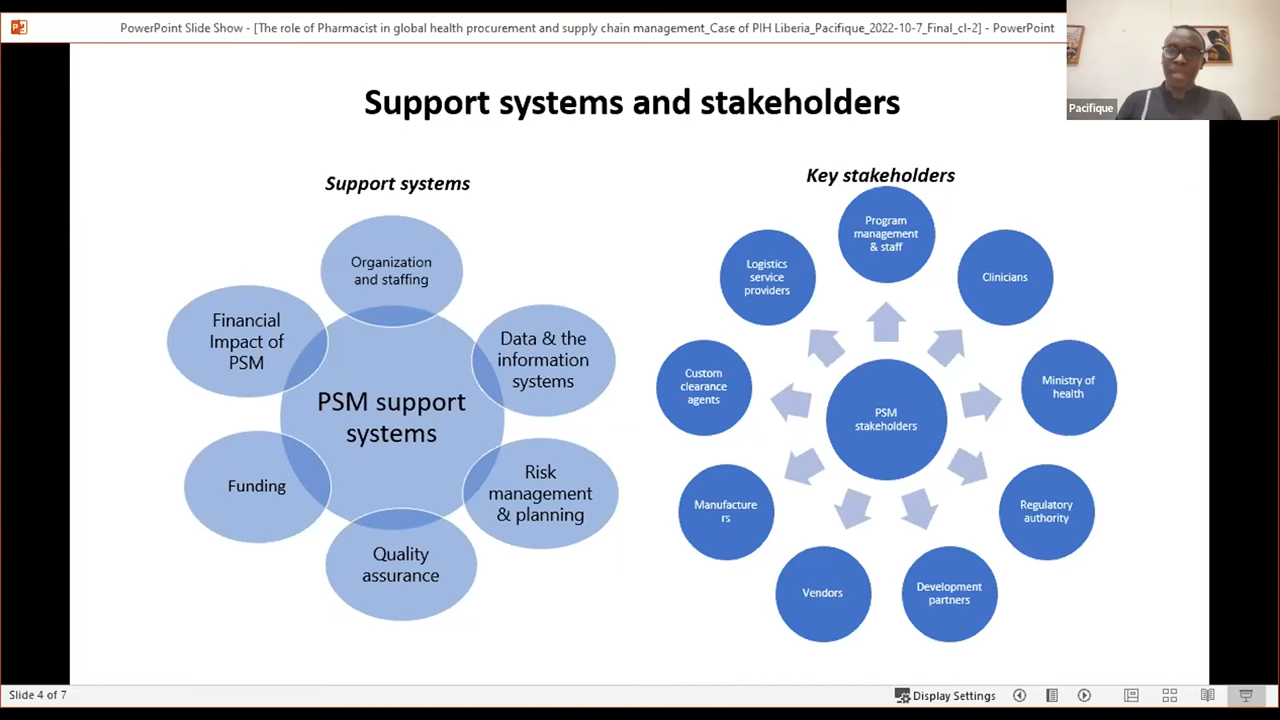 PowerPoint Slide Show - [The role of Pharmacist in global health procurement and supply chain management_Case of PIH Liberia_Pacifique_2022-10-7_Final_cl-2] - PowerPoint
Pacifique
Support systems and stakeholders
Support systems
Organization
and staffing
Data & the
information
systems
Risk
management
& planning
Quality
assurance
Funding
Financial
Impact of
PSM
PSM support
systems
Key stakeholders
Program
management
& staff
Clinicians
Ministry of
health
Regulatory
authority
Development
partners
Vendors
Manufacture
rs
Custom
clearance
agents
Logistics
service
providers
PSM
stakeholders
Slide 4 of 7
Display Settings